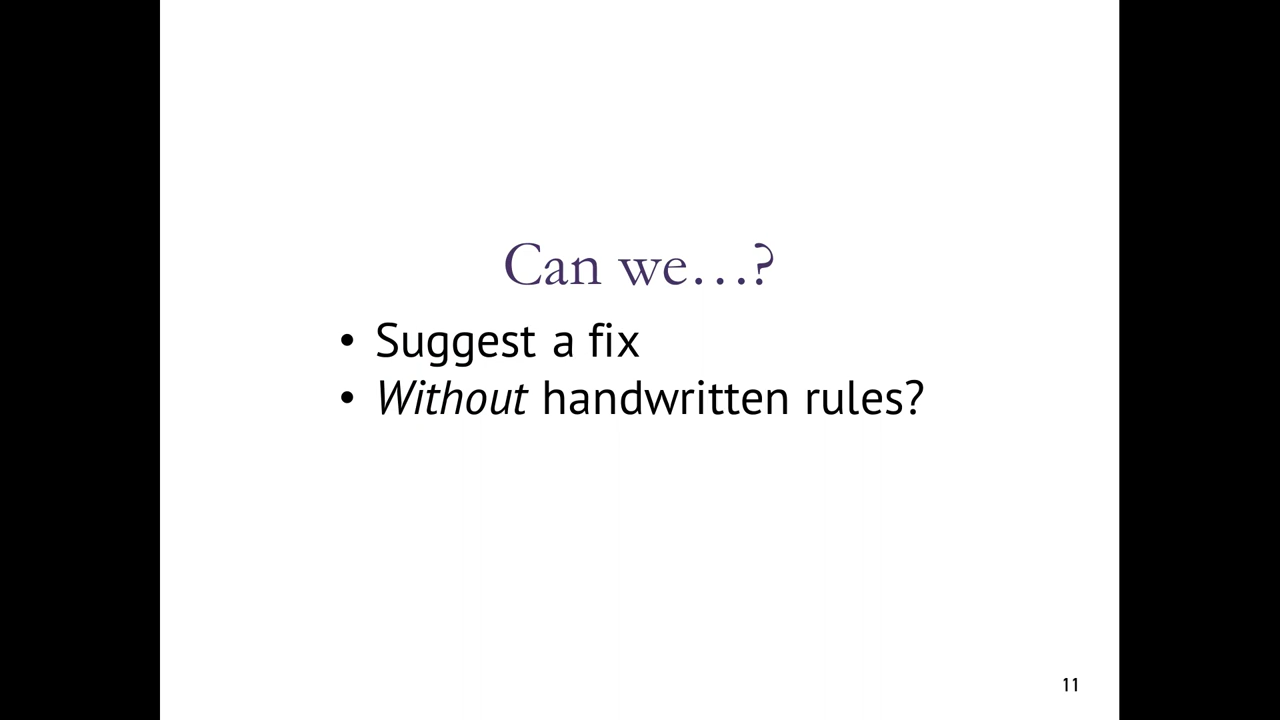 Can we…?
• Suggest a fix
• Without handwritten rules?
11